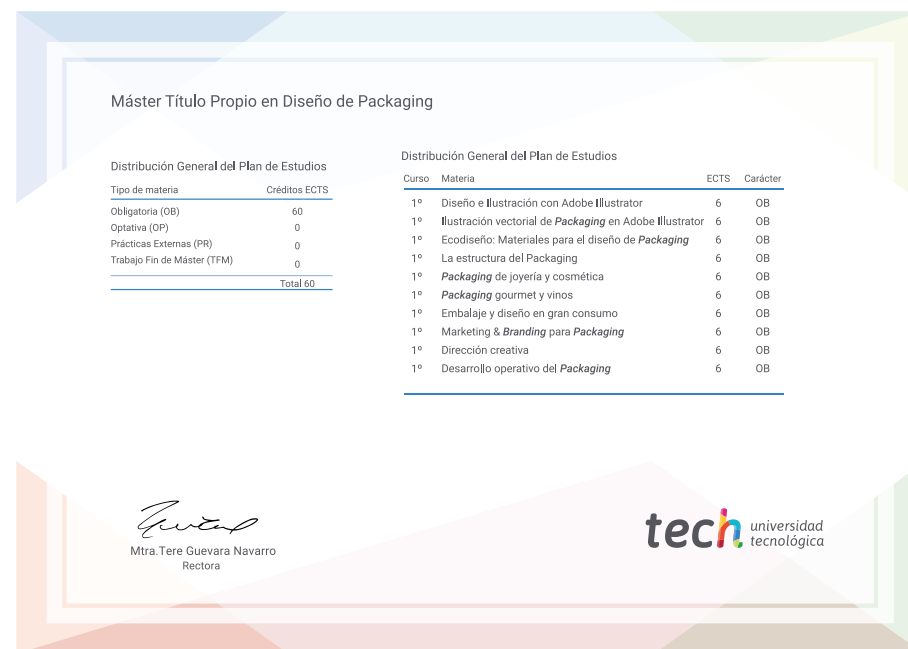 Máster Título Propio en Diseño de Packaging
Distribución General del Plan de Estudios
Tipo de materia Créditos ECTS
Obligatoria (OB) 60
Optativa (OP) 0
Prácticas Externas (PR) 0
Trabajo Fin de Máster (TFM) 0
Total 60
Distribución General del Plan de Estudios
Curso Materia ECTS Carácter
1º Diseño e Ilustración con Adobe Illustrator 6 OB
1º Ilustración vectorial de Packaging en Adobe Illustrator 6 OB
1º Ecodiseño: Materiales para el diseño de Packaging 6 OB
1º La estructura del Packaging 6 OB
1º Packaging de joyería y cosmética 6 OB
1º Packaging gourmet y vinos 6 OB
1º Embalaje y diseño en gran consumo 6 OB
1º Marketing & Branding para Packaging 6 OB
1º Dirección creativa 6 OB
1º Desarrollo operativo del Packaging 6 OB
Mtra.Tere Guevara Navarro
Rectora
tech universidad
tecnológica